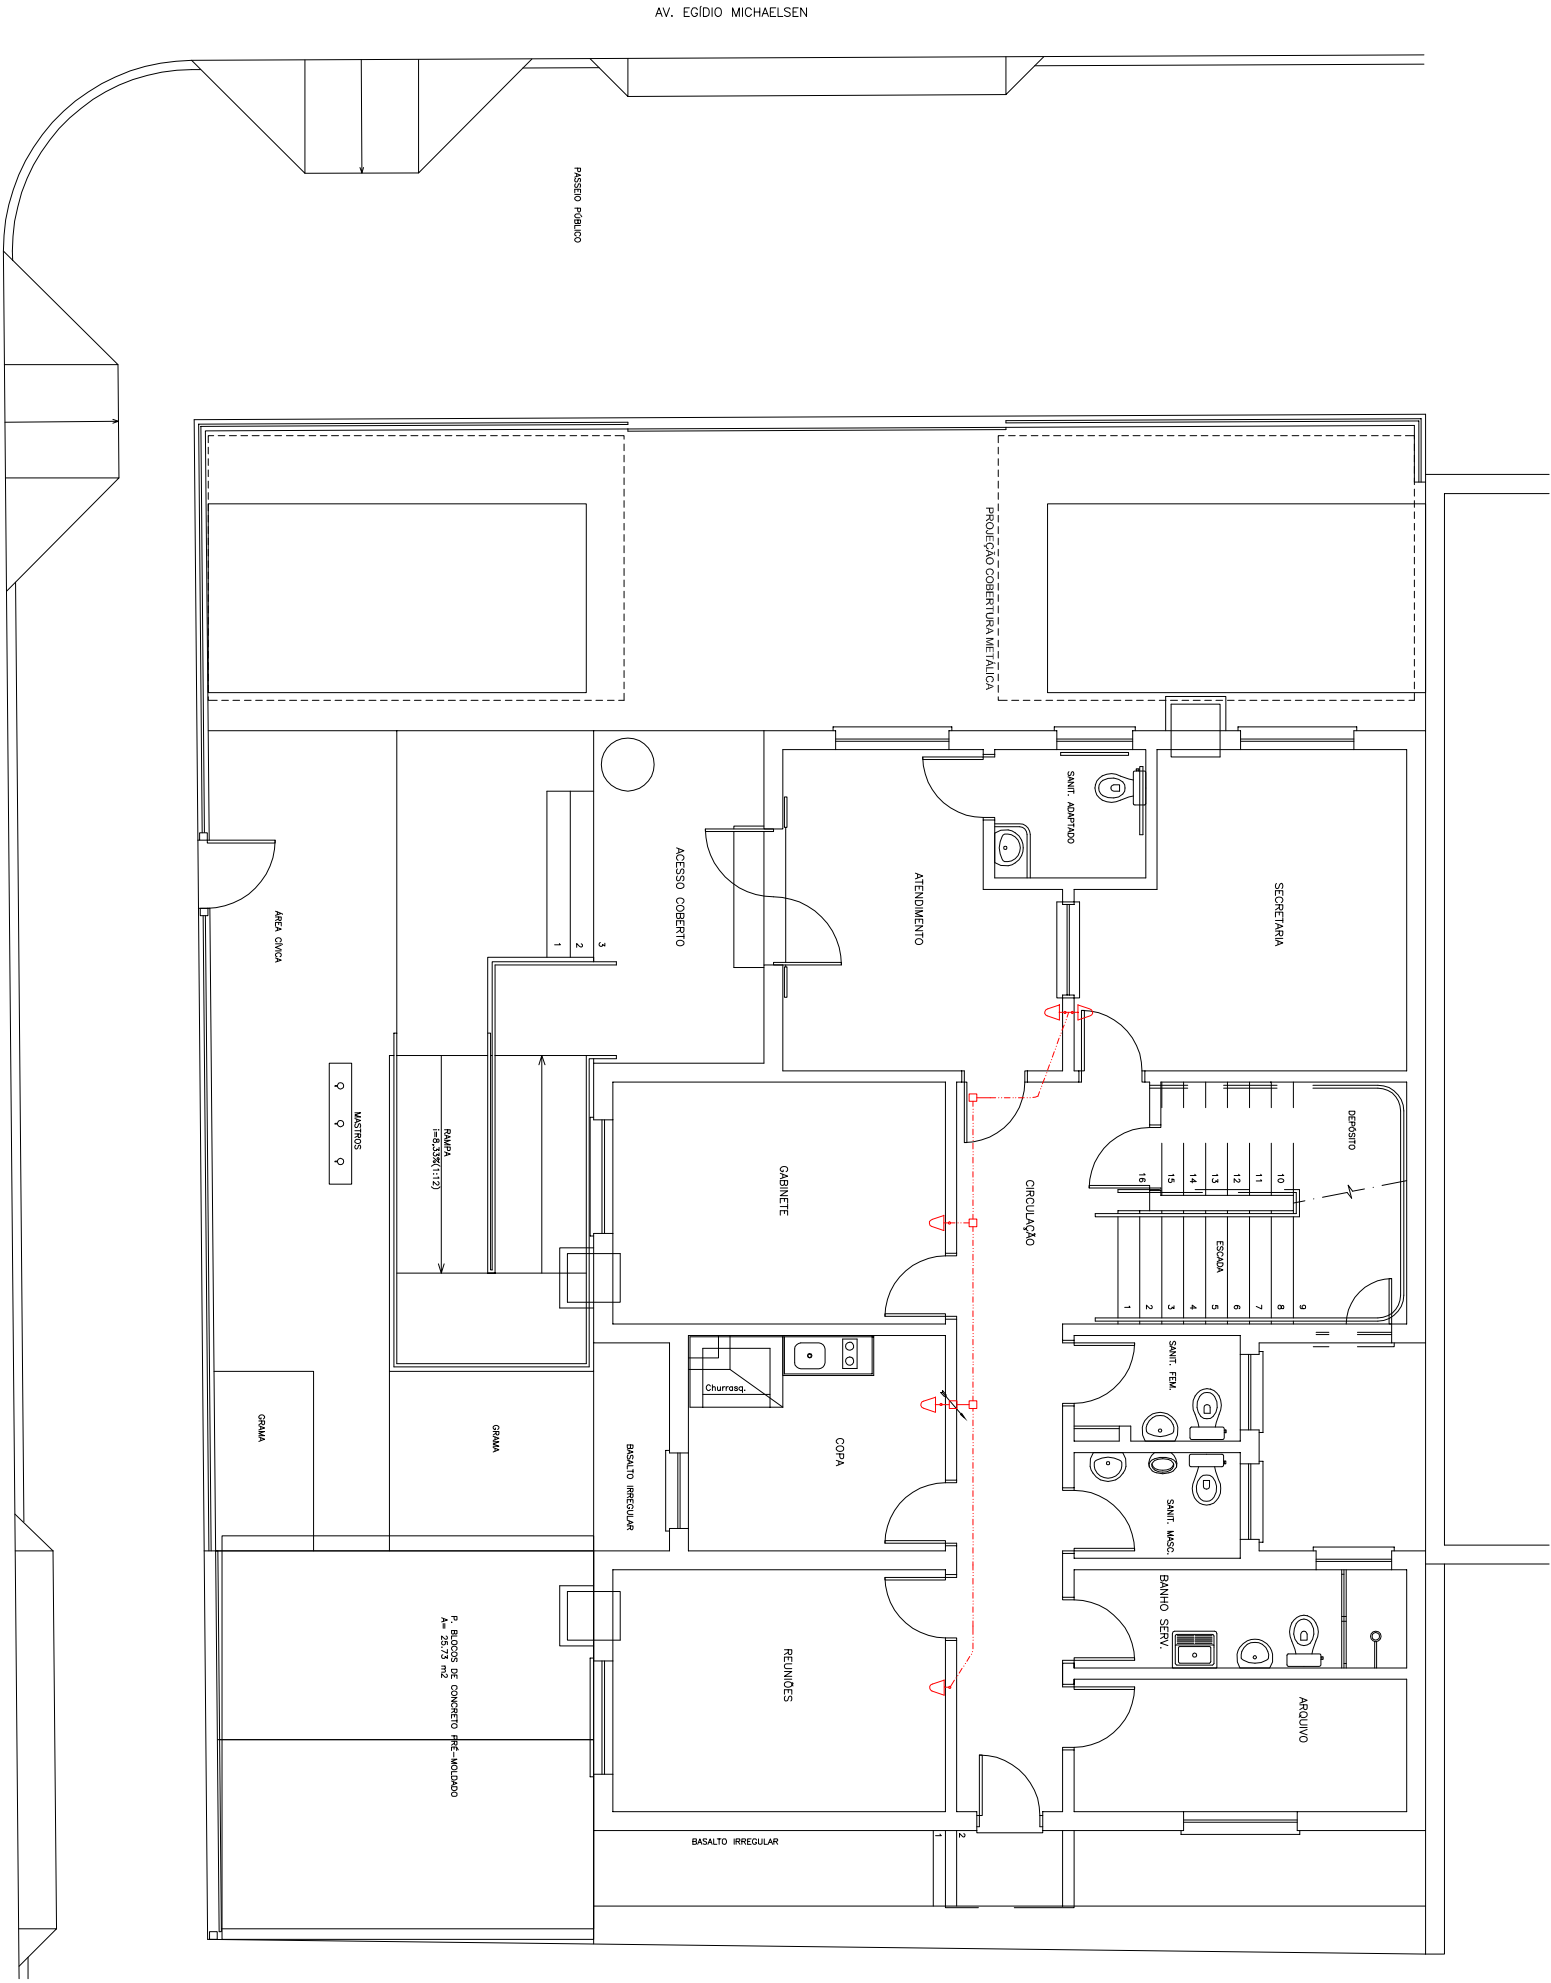 AV. EGÍDIO MICHAELSEN
PASSEIO PÚBLICO
PROJEÇÃO COBERTURA METÁLICA
SANIT. ADAPTADO
SECRETARIA
ATENDIMENTO
ACESSO COBERTO
1
2
3
ÁREA CÍVICA
MASTROS
RAMPA
i=8,33%(1:12)
GABINETE
CIRCULAÇÃO
DEPÓSITO
16
15
14
13
12
11
10
ESCADA
1
2
3
4
5
6
7
8
9
SANIT. FEM.
Churrasq.
COPA
GRAMA
GRAMA
BASALTO IRREGULAR
SANIT. MASC.
BANHO SERV.
P. BLOCOS DE CONCRETO PRÉ-MOLDADO
A= 25.73 m2
REUNIÕES
ARQUIVO
BASALTO IRREGULAR
1
2